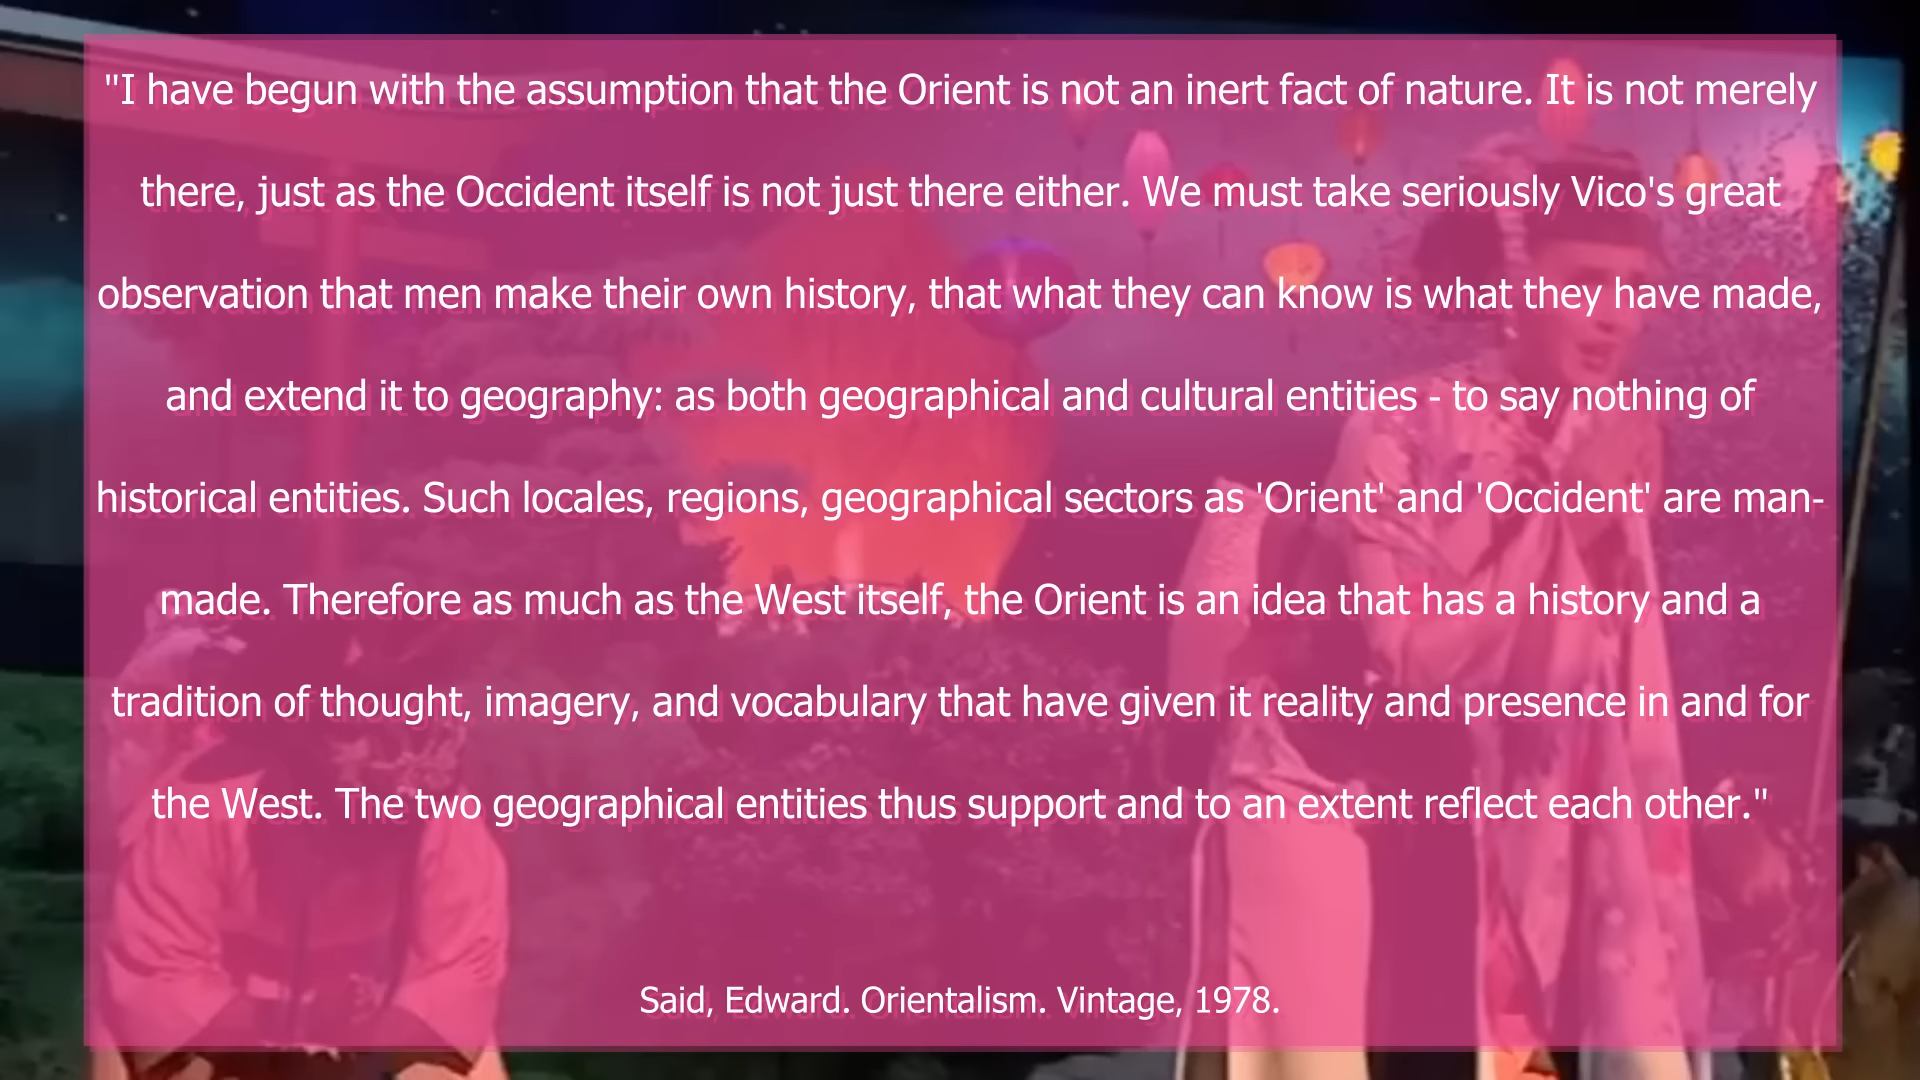 "I have begun with the assumption that the Orient is not an inert fact of nature. It is not merely
there, just as the Occident itself is not just there either. We must take seriously Vico's great
observation that men make their own history, that what they can know is what they have made,
and extend it to geography: as both geographical and cultural entities - to say nothing of
historical entities. Such locales, regions, geographical sectors as 'Orient' and 'Occident' are man-
made. Therefore as much as the West itself, the Orient is an idea that has a history and a
tradition of thought, imagery, and vocabulary that have given it reality and presence in and for
the West. The two geographical entities thus support and to an extent reflect each other."
Said, Edward. Orientalism. Vintage, 1978.